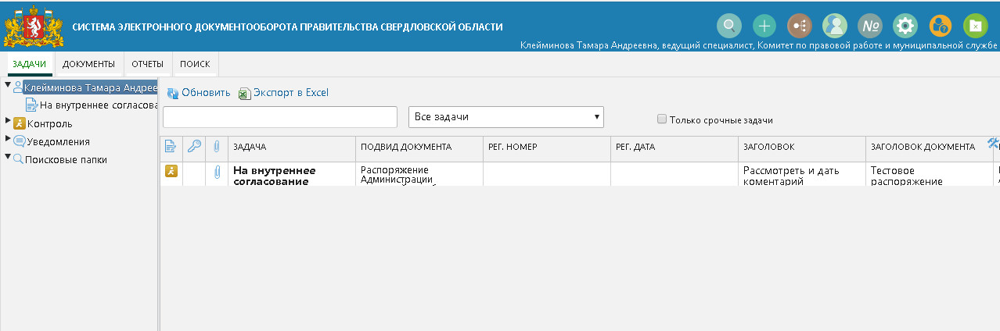 СИСТЕМА ЭЛЕКТРОННОГО ДОКУМЕНТООБОРОТА ПРАВИТЕЛЬСТВА СВЕРДЛОВСКОЙ ОБЛАСТИ
№
Клейминова Тамара Андреевна, ведущий специалист, Комитет по правовой работе и муниципальной службе
ЗАДАЧИ ДОКУМЕНТЫ ОТЧЕТЫ ПОИСК
Клейминова Тамара Андрее
На внутреннее согласова
Контроль
Уведомления
Поисковые папки
Обновить Экспорт в Excel
Все задачи Только срочные задачи
ЗАДАЧА ПОДВИД ДОКУМЕНТА РЕГ. НОМЕР РЕГ. ДАТА ЗАГОЛОВОК ЗАГОЛОВОК ДОКУМЕНТА
На внутреннее Распоряжение Рассмотреть и дать Тестовое
согласование Администрации коментарий распоряжение